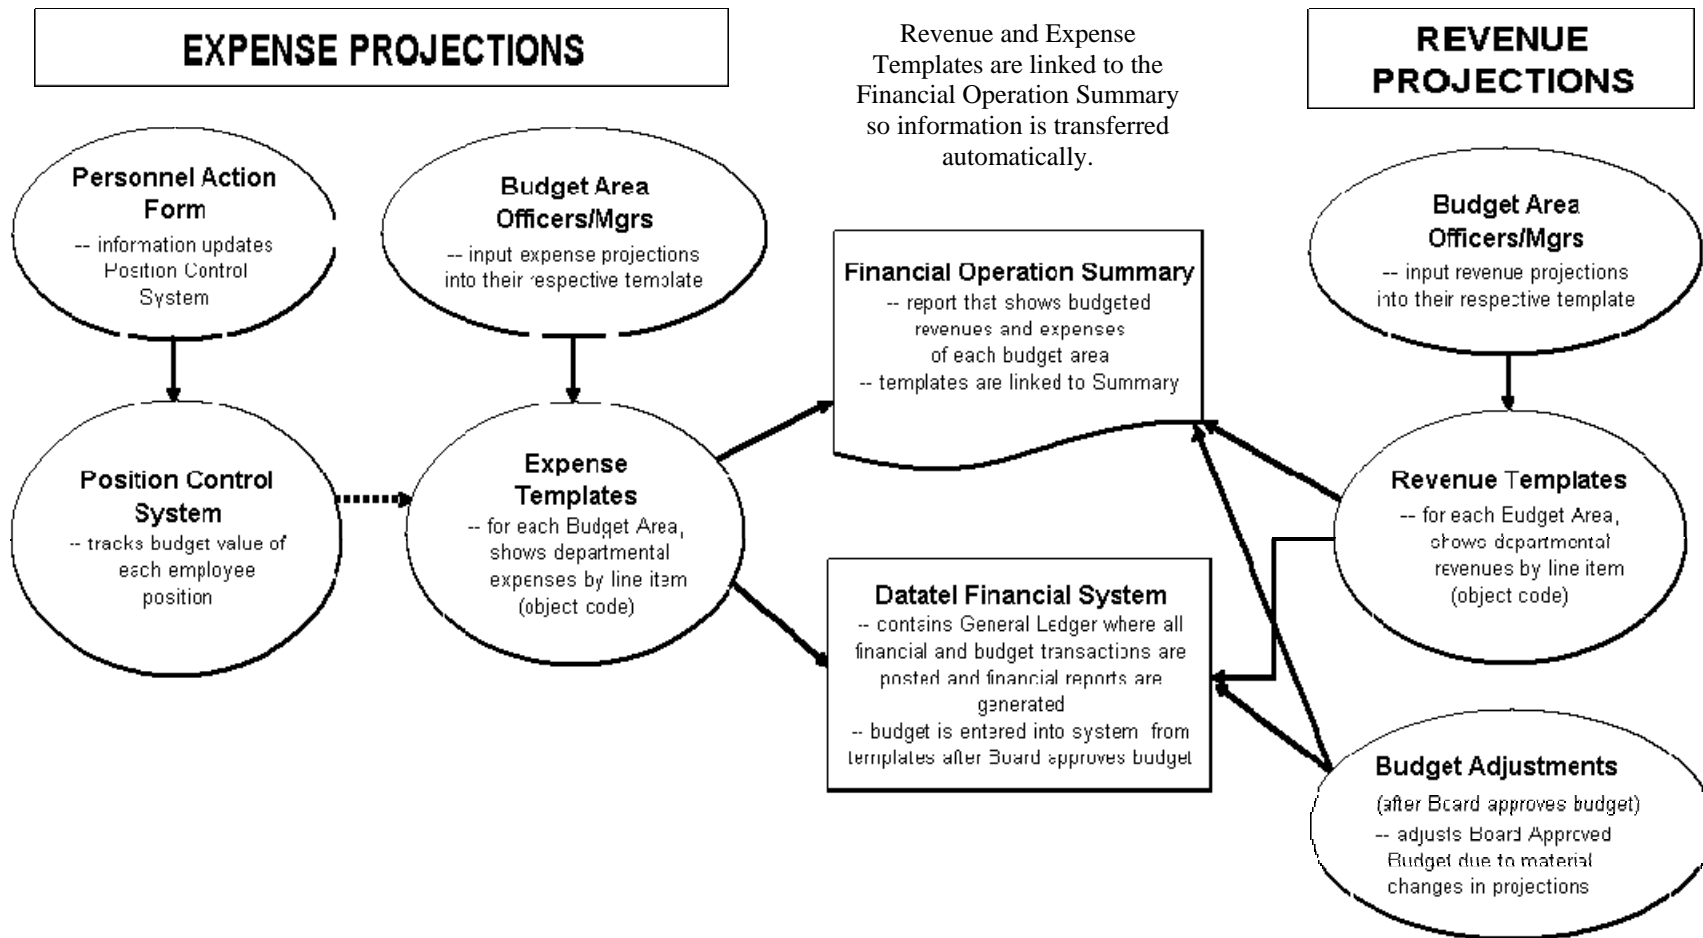 EXPENSE PROJECTIONS
Revenue and Expense
Templates are linked to the
Financial Operation Summary
so information is transferred
automatically.
REVENUE
PROJECTIONS
Personnel Action
Form
-- information updates
Position Control
System
Budget Area
Officers/Mgrs
-- input expense projections
into their respective template
Financial Operation Summary
-- report that shows budgeted
revenues and expenses
of each budget area
-- templates are linked to Summary
Budget Area
Officers/Mgrs
-- input revenue projections
into their respective template
Position Control
System
-- tracks budget value of
each employee
position
Expense
Templates
-- for each Budget Area,
shows departmental
expenses by line item
(object code)
Revenue Templates
-- for each Budget Area,
shows departmental
revenues by line item
(object code)
Datatel Financial System
-- contains General Ledger where all
financial and budget transactions are
posted and financial reports are
generated
-- budget is entered into system from
templates after Board approves budget
Budget Adjustments
(after Board approves budget)
-- adjusts Board Approved
Budget due to material
changes in projections